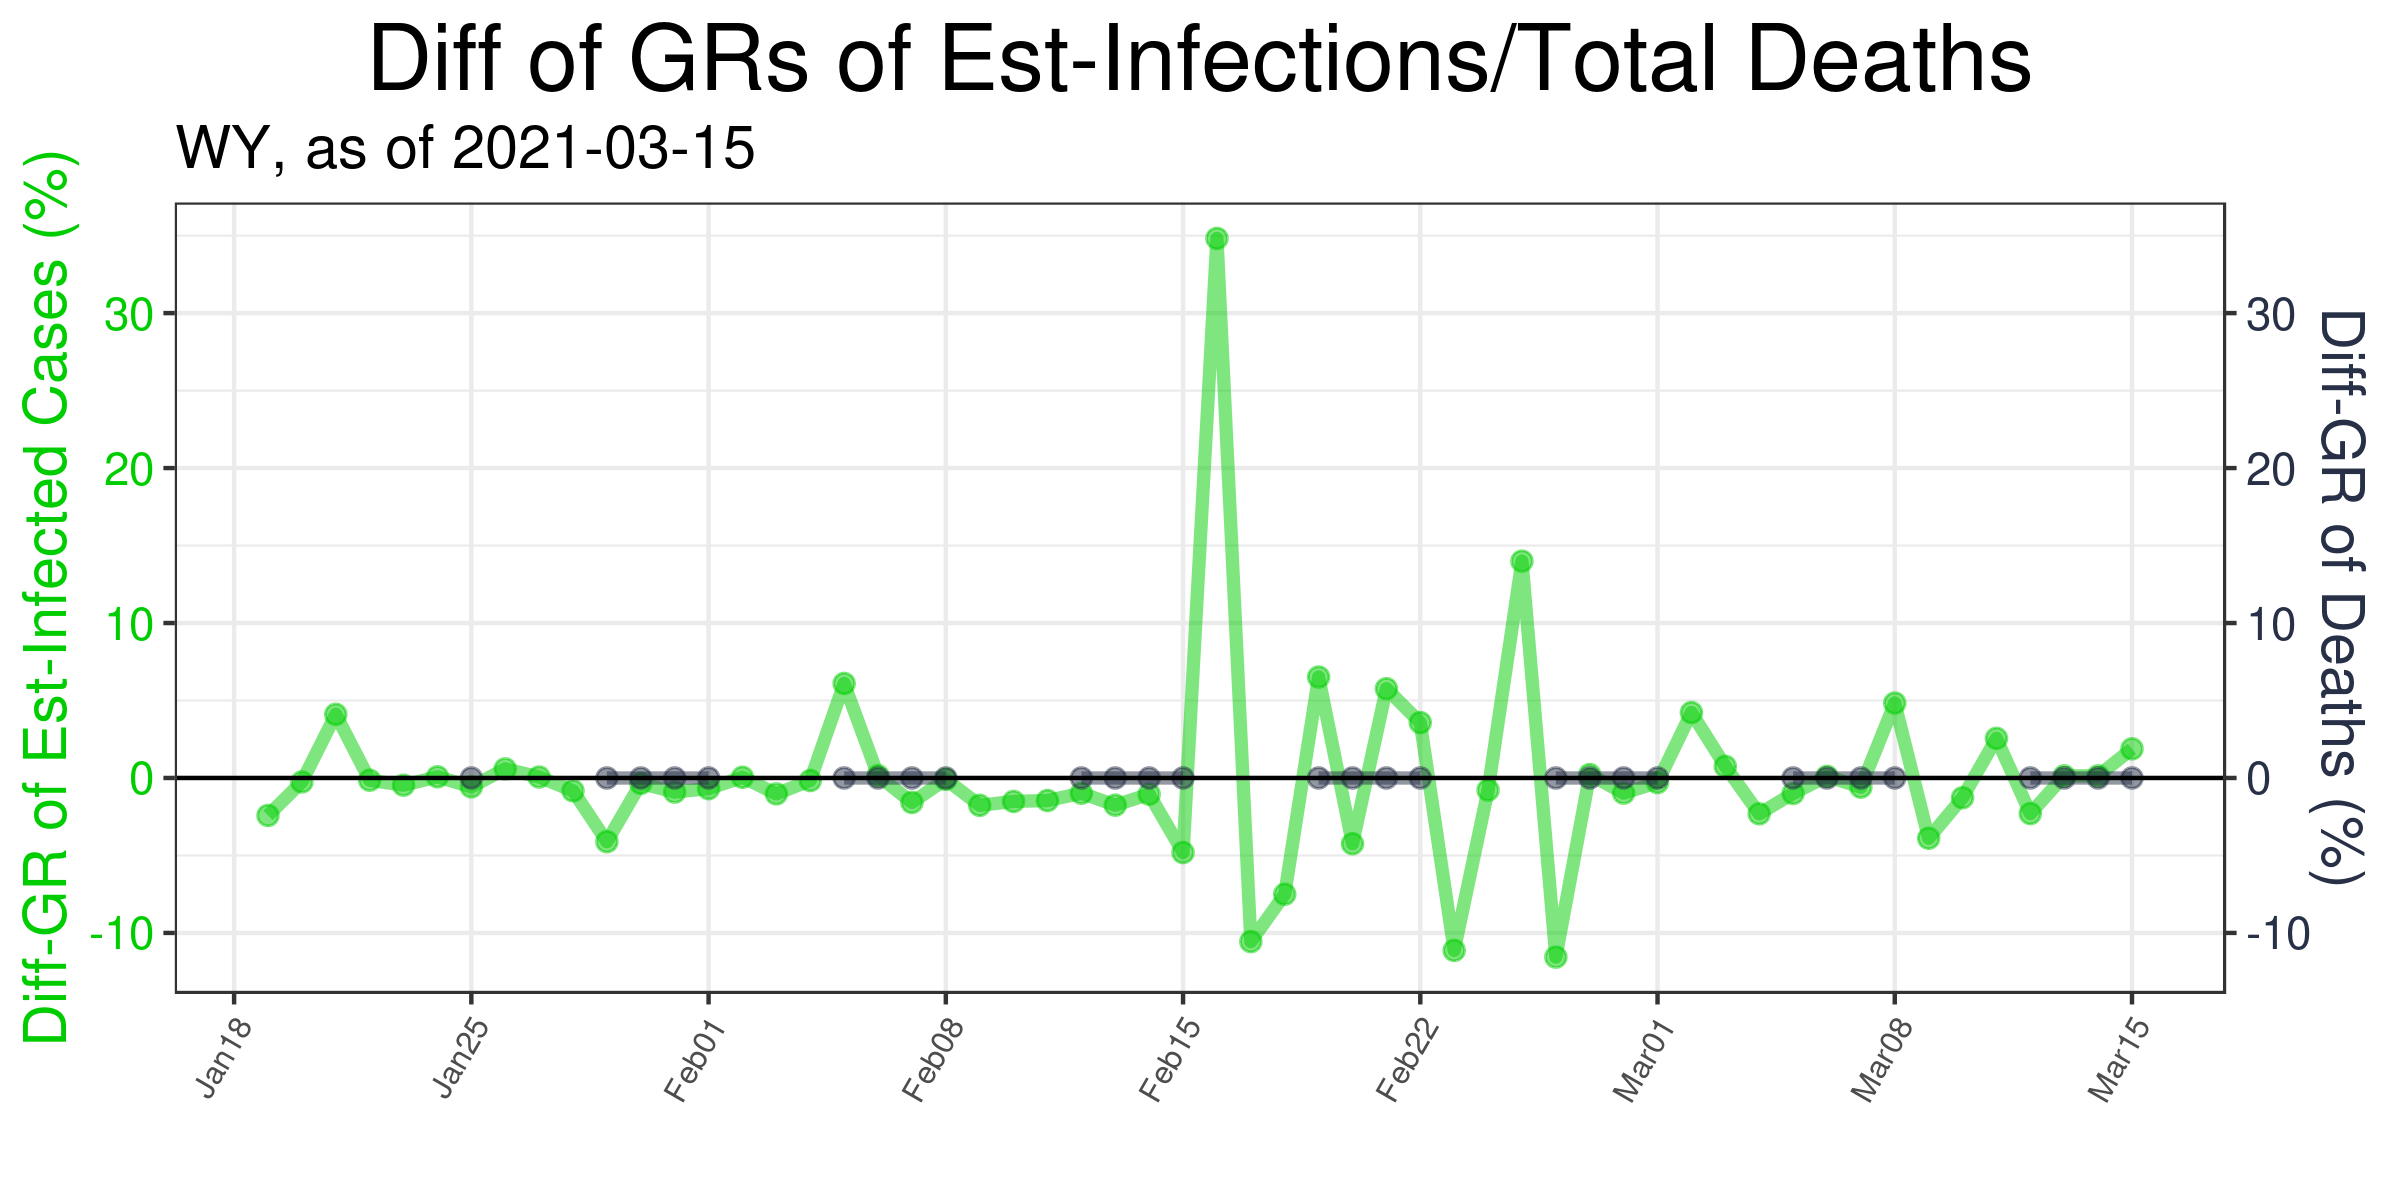 Diff of GRs of Est-Infections/Total Deaths
WY, as of 2021-03-15
Diff-GR of Est-Infected Cases (%)
30
20
10
0
-10
30
20
10
0
-10
Diff-GR of Deaths (%)
Jan18
Jan25
Feb01
Feb08
Feb15
Feb22
Mar01
Mar08
Mar15